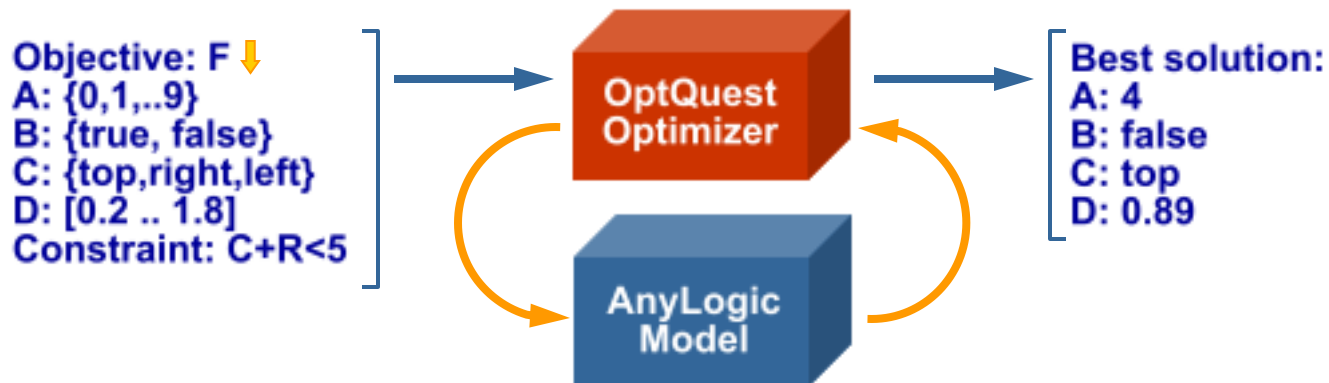 Objective: F
A: {0,1,..9}
B: {true, false}
C: {top,right,left}
D: [0.2 .. 1.8]
Constraint: C+R<5
OptQuest
Optimizer
AnyLogic
Model
Best solution:
A: 4
B: false
C: top
D: 0.89